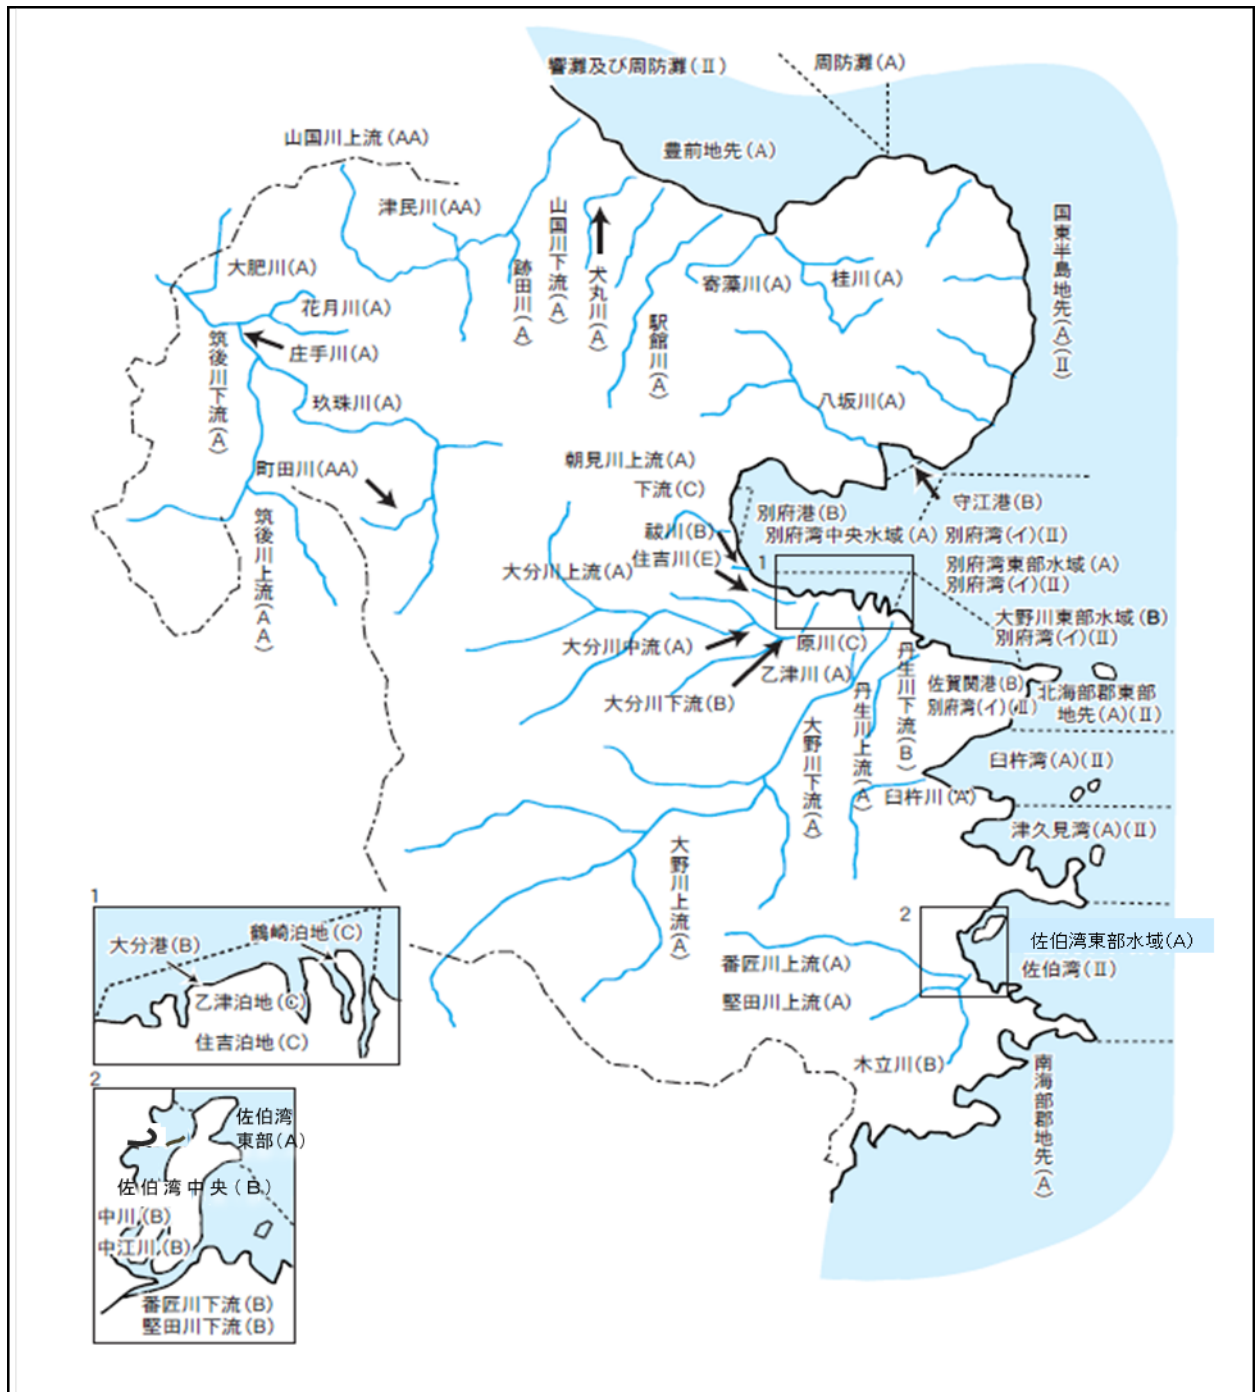 響灘及び周防灘(Ⅱ)
周防灘(A)
山国川上流(AA)
豊前地先(A)
津民川(AA)
山国川下流(A)
国東半島地先(A)(Ⅱ)
大肥川(A)
跡田川(A)
犬丸川(A)
寄藻川(A)
桂川(A)
花月川(A)
駅館川(A)
筑後川下流(A)
庄手川(A)
玖珠川(A)
八坂川(A)
朝見川上流(A)
下流(C)
町田川(AA)
守江港(B)
別府港(B)
筑後川上流(AA)
祓川(B)
別府湾中央水域(A)
別府湾(イ)(Ⅱ)
住吉川(E)
1
大分川上流(A)
別府湾東部水域(A)
別府湾(イ)(Ⅱ)
大野川東部水域(B)
別府湾(イ)(Ⅱ)
大分川中流(A)
原川(C)
丹生川下流(B)
乙津川(A)
佐賀関港(B)
別府湾(イ)(Ⅱ)
北海部郡東部
地先(A)(Ⅱ)
大分川下流(B)
丹生川上流(A)
大野川下流(A)
臼杵湾(A)(Ⅱ)
臼杵川(A)
津久見湾(A)(Ⅱ)
大野川上流(A)
1
大分港(B)
鶴崎泊地(C)
乙津泊地(C)
住吉泊地(C)
2
佐伯湾東部水域(A)
佐伯湾(Ⅱ)
番匠川上流(A)
堅田川上流(A)
木立川(B)
南海部郡地先(A)
2
佐伯湾
東部(A)
佐伯湾中央(B)
中川(B)
中江川(B)
番匠川下流(B)
堅田川下流(B)